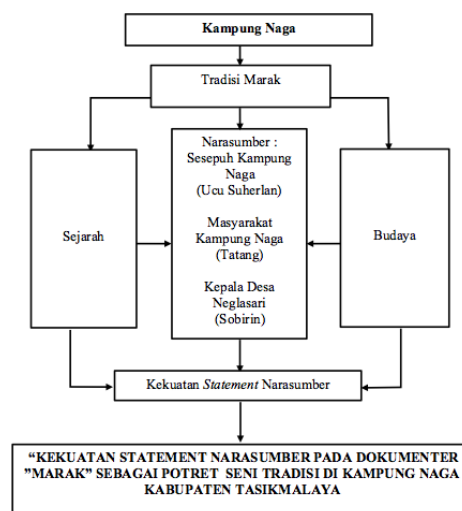 Kampung Naga
Tradisi Marak
Sejarah
Narasumber :
Sesepuh Kampung
Naga
(Ucu Suherlan)
Masyarakat
Kampung Naga
(Tatang)
Kepala Desa
Neglasari
(Sobirin)
Budaya
Kekuatan Statement Narasumber
“KEKUATAN STATEMENT NARASUMBER PADA DOKUMENTER
”MARAK” SEBAGAI POTRET SENI TRADISI DI KAMPUNG NAGA
KABUPATEN TASIKMALAYA